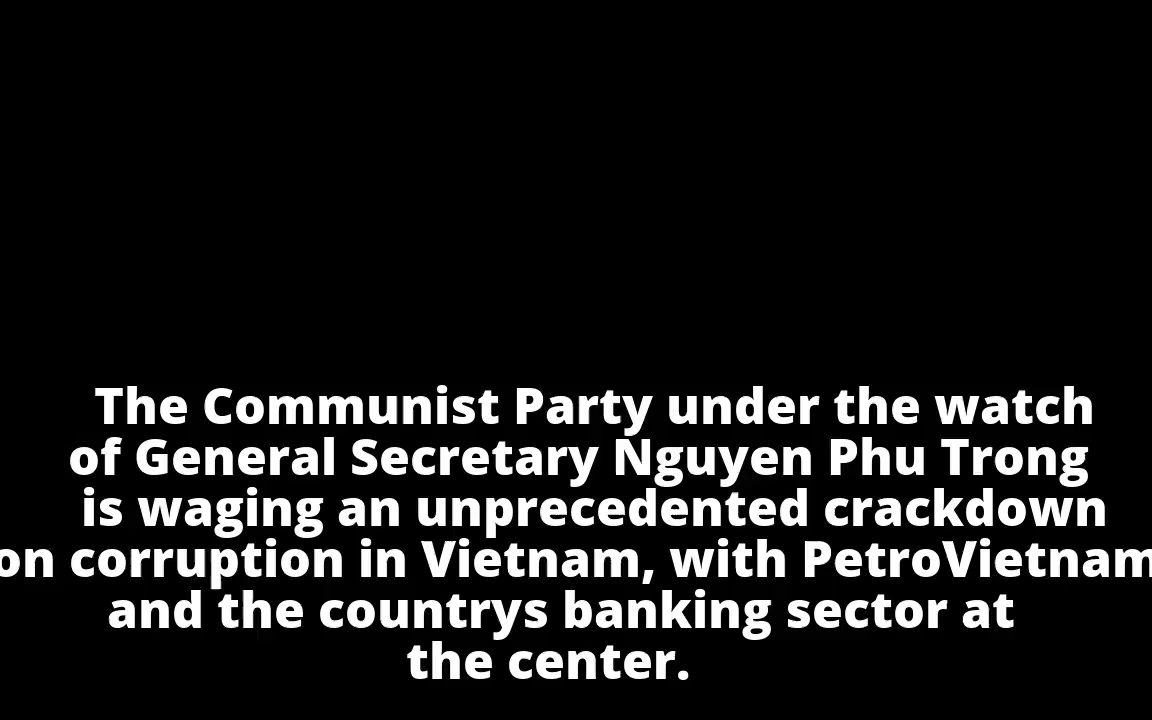 The Communist Party under the watch
of General Secretary Nguyen Phu Trong
is waging an unprecedented crackdown
on corruption in Vietnam, with PetroVietnam
and the countrys banking sector at
the center.